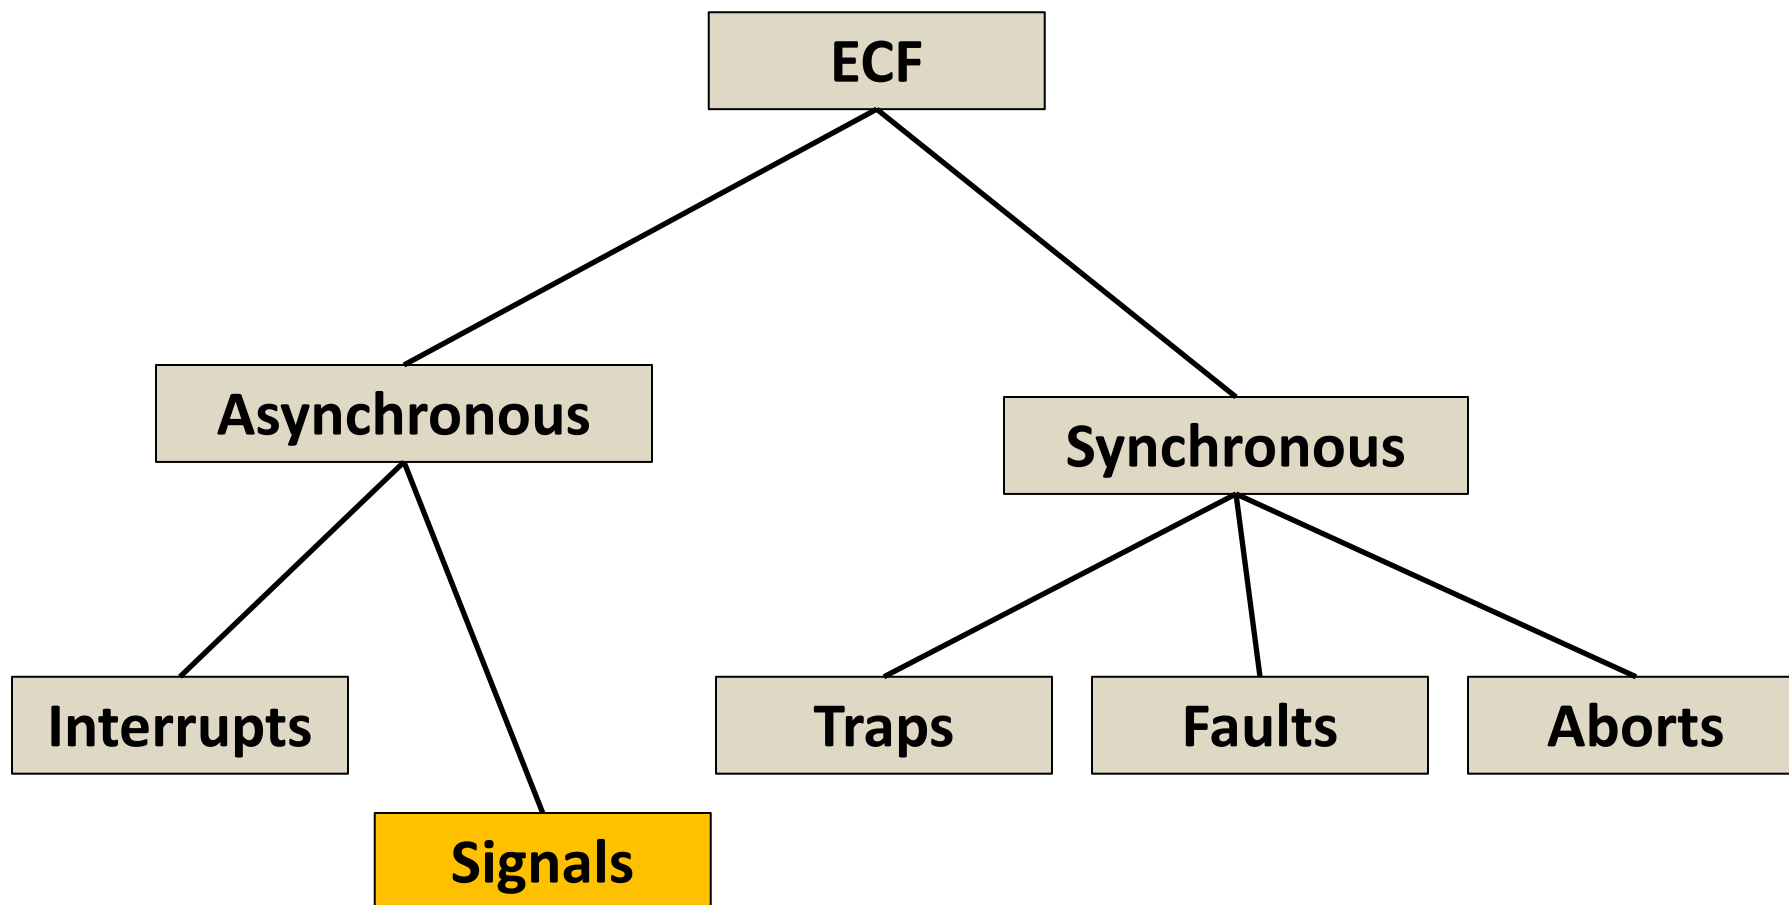 ECF
Asynchronous
Synchronous
Interrupts
Traps
Faults
Aborts
Signals